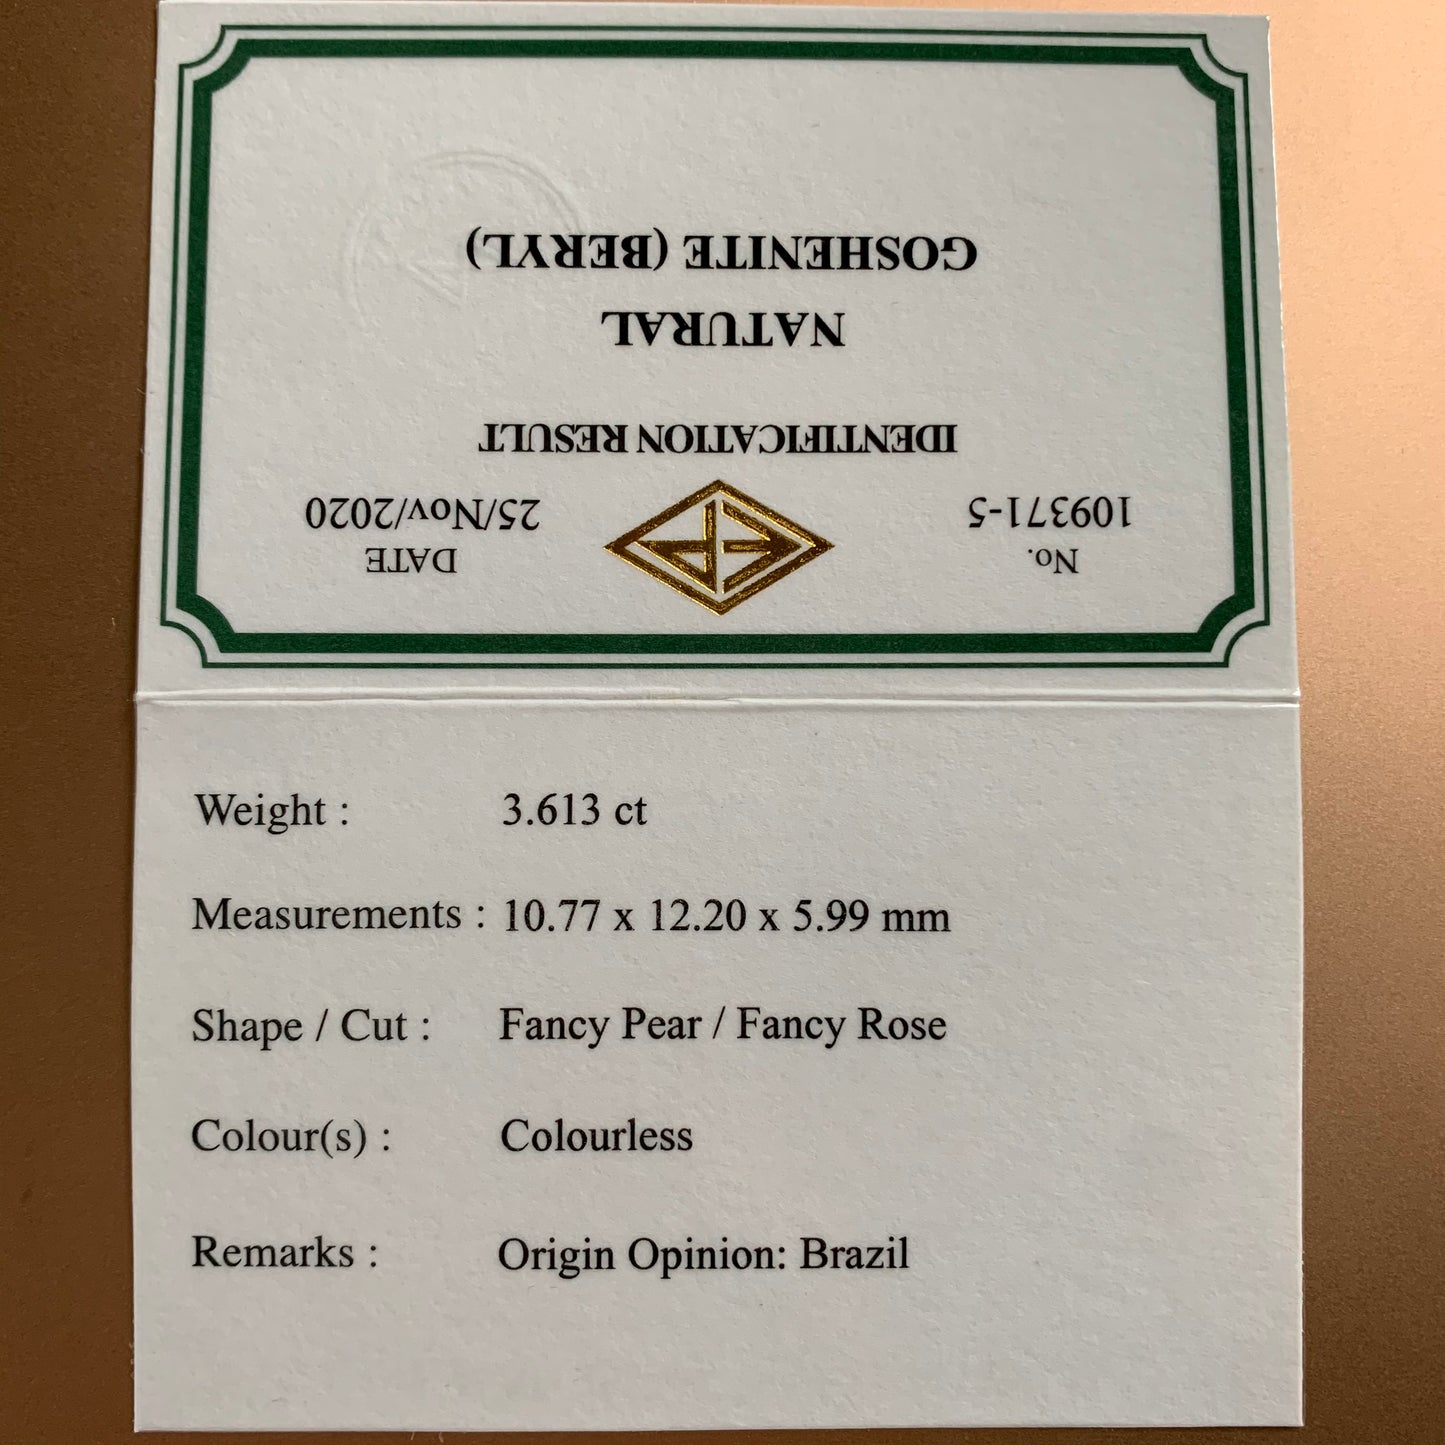 No.
109371-5
DATE
25/Nov/2020
IDENTIFICATION RESULT
NATURAL
GOSHENITE (BERYL)
Weight : 3.613 ct
Measurements : 10.77 x 12.20 x 5.99 mm
Shape / Cut : Fancy Pear / Fancy Rose
Colour(s) : Colourless
Remarks : Origin Opinion: Brazil